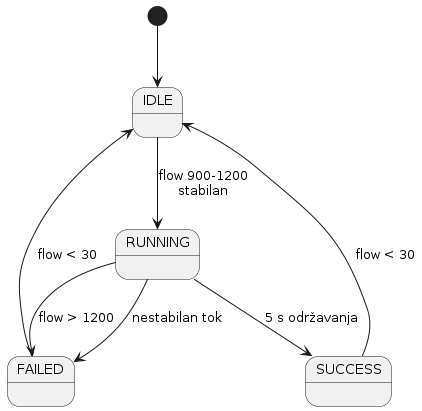 IDLE
flow 900-1200
stabilan
RUNNING
flow < 30
flow < 30
flow > 1200
nestabilan tok
5 s održavanja
FAILED
SUCCESS